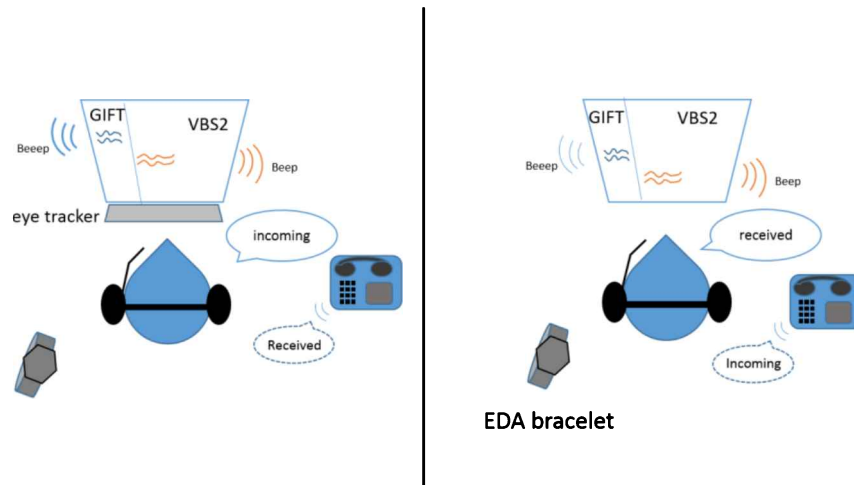 GIFT
VBS2
Beeep
Beep
eye tracker
incoming
Received
GIFT
VBS2
Beeep
Beep
received
Incoming
EDA bracelet